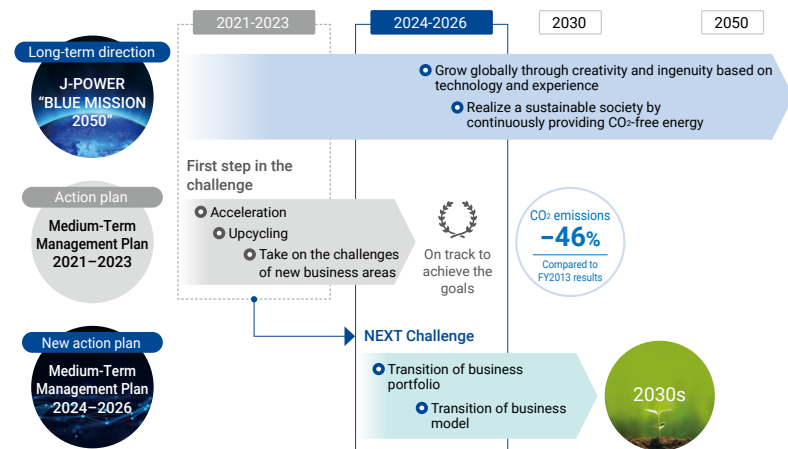 2021-2023
2024-2026
2030
2050
Long-term direction
J-POWER
“BLUE MISSION
2050”
Grow globally through creativity and ingenuity based on
technology and experience
Realize a sustainable society by
continuously providing CO2-free energy
First step in the
challenge
Action plan
Medium-Term
Management Plan
2021–2023
Acceleration
Upcycling
Take on the challenges
of new business areas
On track to
achieve the
goals
CO2 emissions
−46%
Compared to
FY2013 results
NEXT Challenge
New action plan
Medium-Term
Management Plan
2024–2026
Transition of business
portfolio
Transition of business
model
2030s